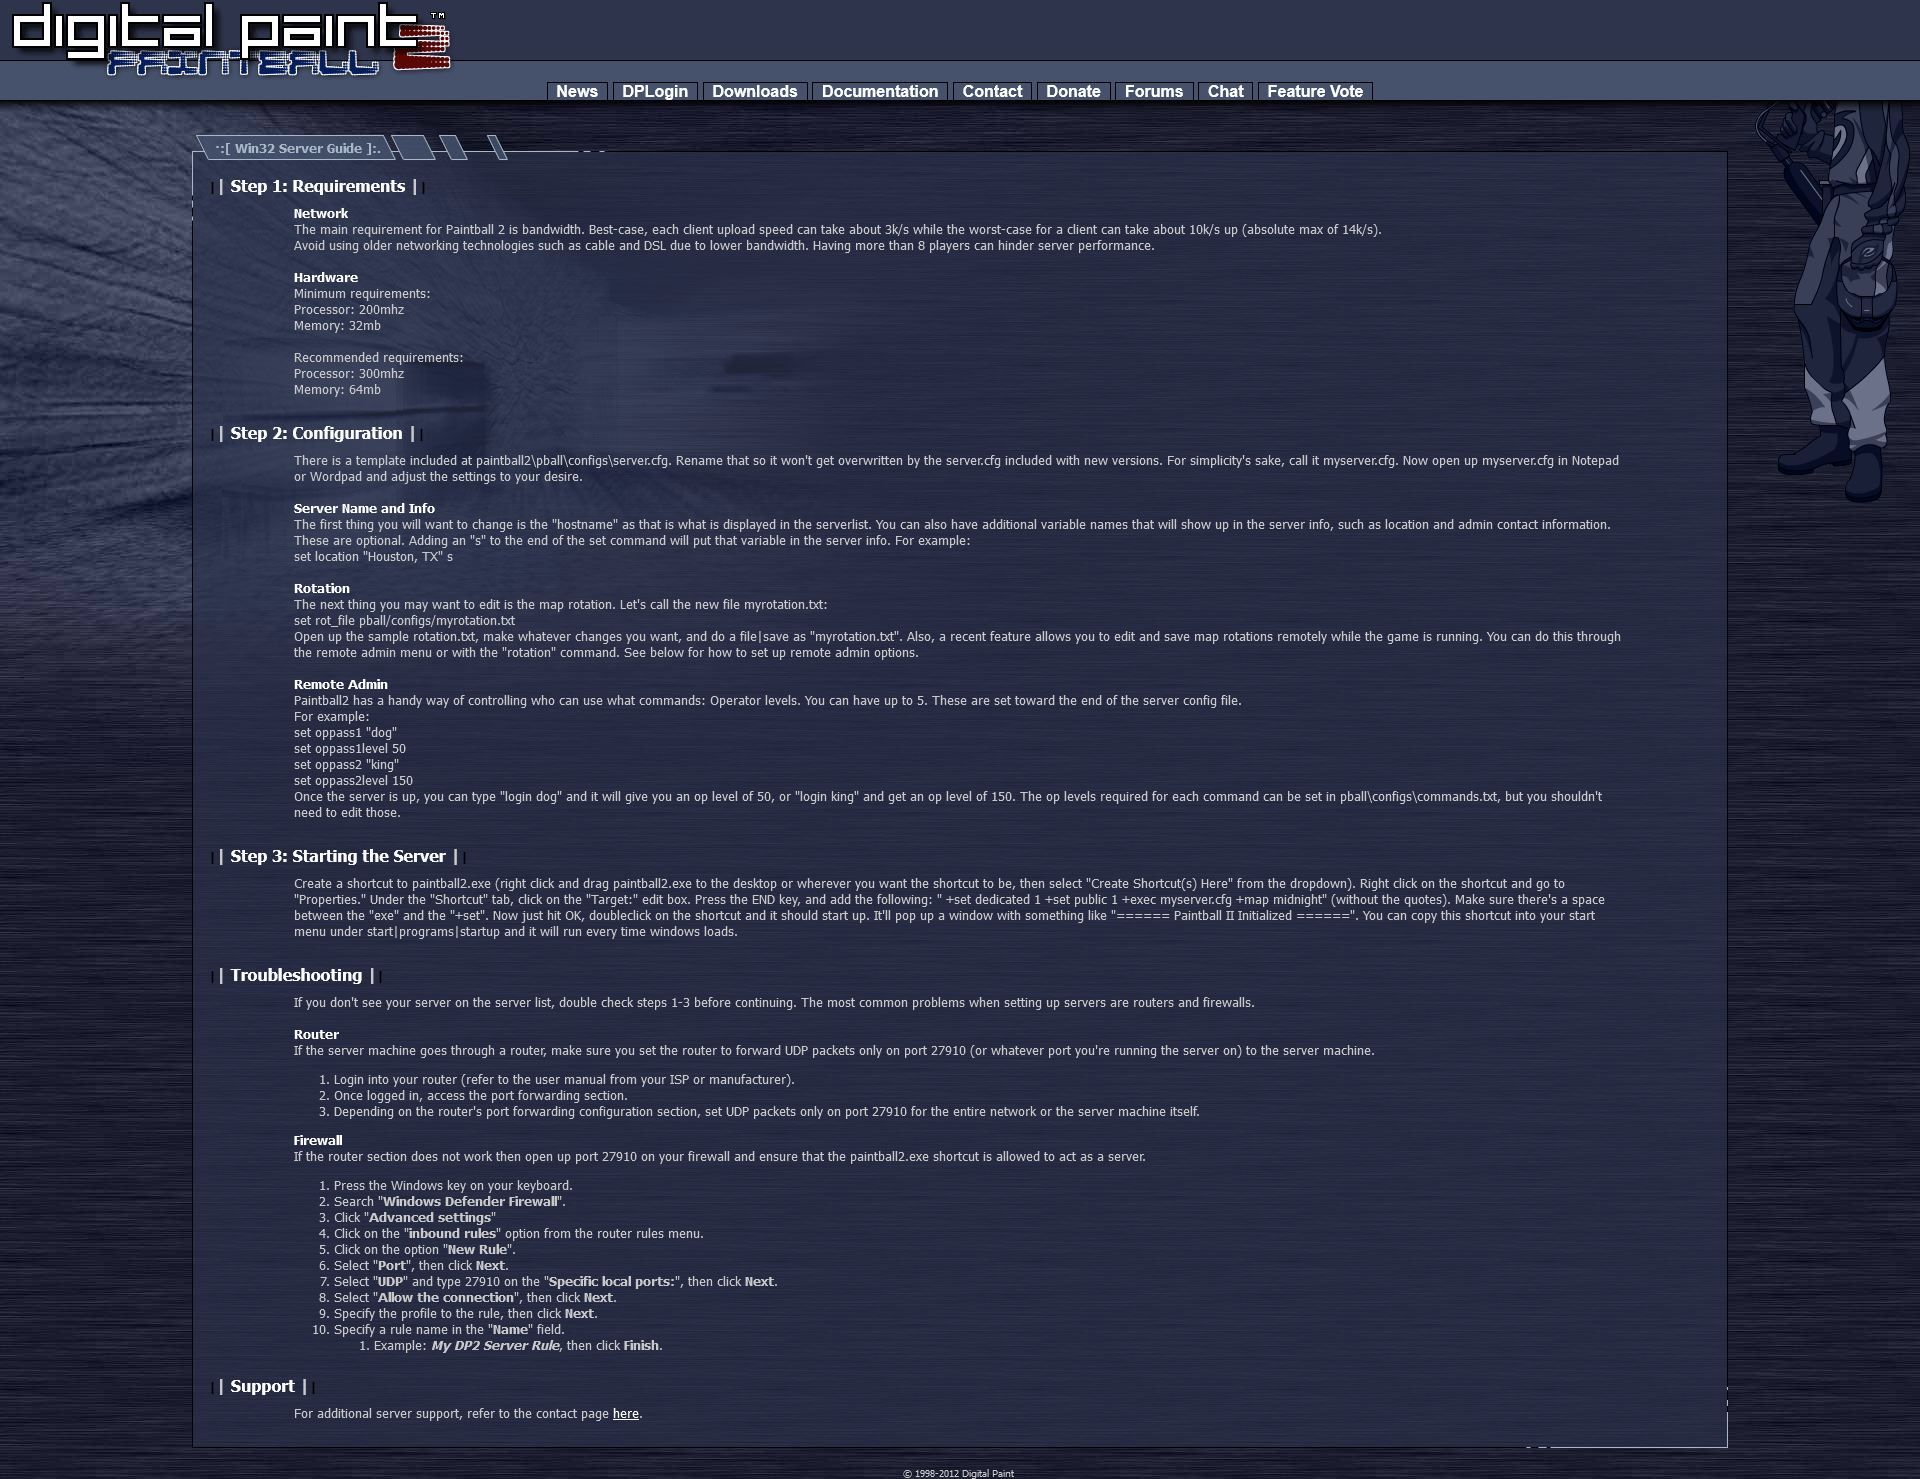 digital paint 2 ™
PAINTBALL
News DPLogin Downloads Documentation Contact Donate Forums Chat Feature Vote
·:[ Win32 Server Guide ]:.
| | Step 1: Requirements | |
Network
The main requirement for Paintball 2 is bandwidth. Best-case, each client upload speed can take about 3k/s while the worst-case for a client can take about 10k/s up (absolute max of 14k/s).
Avoid using older networking technologies such as cable and DSL due to lower bandwidth. Having more than 8 players can hinder server performance.
Hardware
Minimum requirements:
Processor: 200mhz
Memory: 32mb
Recommended requirements:
Processor: 300mhz
Memory: 64mb
| | Step 2: Configuration | |
There is a template included at paintball2\pball\configs\server.cfg. Rename that so it won't get overwritten by the server.cfg included with new versions. For simplicity's sake, call it myserver.cfg. Now open up myserver.cfg in Notepad
or Wordpad and adjust the settings to your desire.
Server Name and Info
The first thing you will want to change is the "hostname" as that is what is displayed in the serverlist. You can also have additional variable names that will show up in the server info, such as location and admin contact information.
These are optional. Adding an "s" to the end of the set command will put that variable in the server info. For example:
set location "Houston, TX" s
Rotation
The next thing you may want to edit is the map rotation. Let's call the new file myrotation.txt:
set rot_file pball/configs/myrotation.txt
Open up the sample rotation.txt, make whatever changes you want, and do a file|save as "myrotation.txt". Also, a recent feature allows you to edit and save map rotations remotely while the game is running. You can do this through
the remote admin menu or with the "rotation" command. See below for how to set up remote admin options.
Remote Admin
Paintball2 has a handy way of controlling who can use what commands: Operator levels. You can have up to 5. These are set toward the end of the server config file.
For example:
set oppass1 "dog"
set oppass1level 50
set oppass2 "king"
set oppass2level 150
Once the server is up, you can type "login dog" and it will give you an op level of 50, or "login king" and get an op level of 150. The op levels required for each command can be set in pball\configs\commands.txt, but you shouldn't
need to edit those.
| | Step 3: Starting the Server | |
Create a shortcut to paintball2.exe (right click and drag paintball2.exe to the desktop or wherever you want the shortcut to be, then select "Create Shortcut(s) Here" from the dropdown). Right click on the shortcut and go to
"Properties." Under the "Shortcut" tab, click on the "Target:" edit box. Press the END key, and add the following: " +set dedicated 1 +set public 1 +exec myserver.cfg +map midnight" (without the quotes). Make sure there's a space
between the "exe" and the "+set". Now just hit OK, doubleclick on the shortcut and it should start up. It'll pop up a window with something like "====== Paintball II Initialized ======". You can copy this shortcut into your start
menu under start|programs|startup and it will run every time windows loads.
| | Troubleshooting | |
If you don't see your server on the server list, double check steps 1-3 before continuing. The most common problems when setting up servers are routers and firewalls.
Router
If the server machine goes through a router, make sure you set the router to forward UDP packets only on port 27910 (or whatever port you're running the server on) to the server machine.
1. Login into your router (refer to the user manual from your ISP or manufacturer).
2. Once logged in, access the port forwarding section.
3. Depending on the router's port forwarding configuration section, set UDP packets only on port 27910 for the entire network or the server machine itself.
Firewall
If the router section does not work then open up port 27910 on your firewall and ensure that the paintball2.exe shortcut is allowed to act as a server.
1. Press the Windows key on your keyboard.
2. Search "Windows Defender Firewall".
3. Click "Advanced settings"
4. Click on the "inbound rules" option from the router rules menu.
5. Click on the option "New Rule".
6. Select "Port", then click Next.
7. Select "UDP" and type 27910 on the "Specific local ports:", then click Next.
8. Select "Allow the connection", then click Next.
9. Specify the profile to the rule, then click Next.
10. Specify a rule name in the "Name" field.
1. Example: My DP2 Server Rule, then click Finish.
| | Support | |
For additional server support, refer to the contact page here.
© 1998-2012 Digital Paint